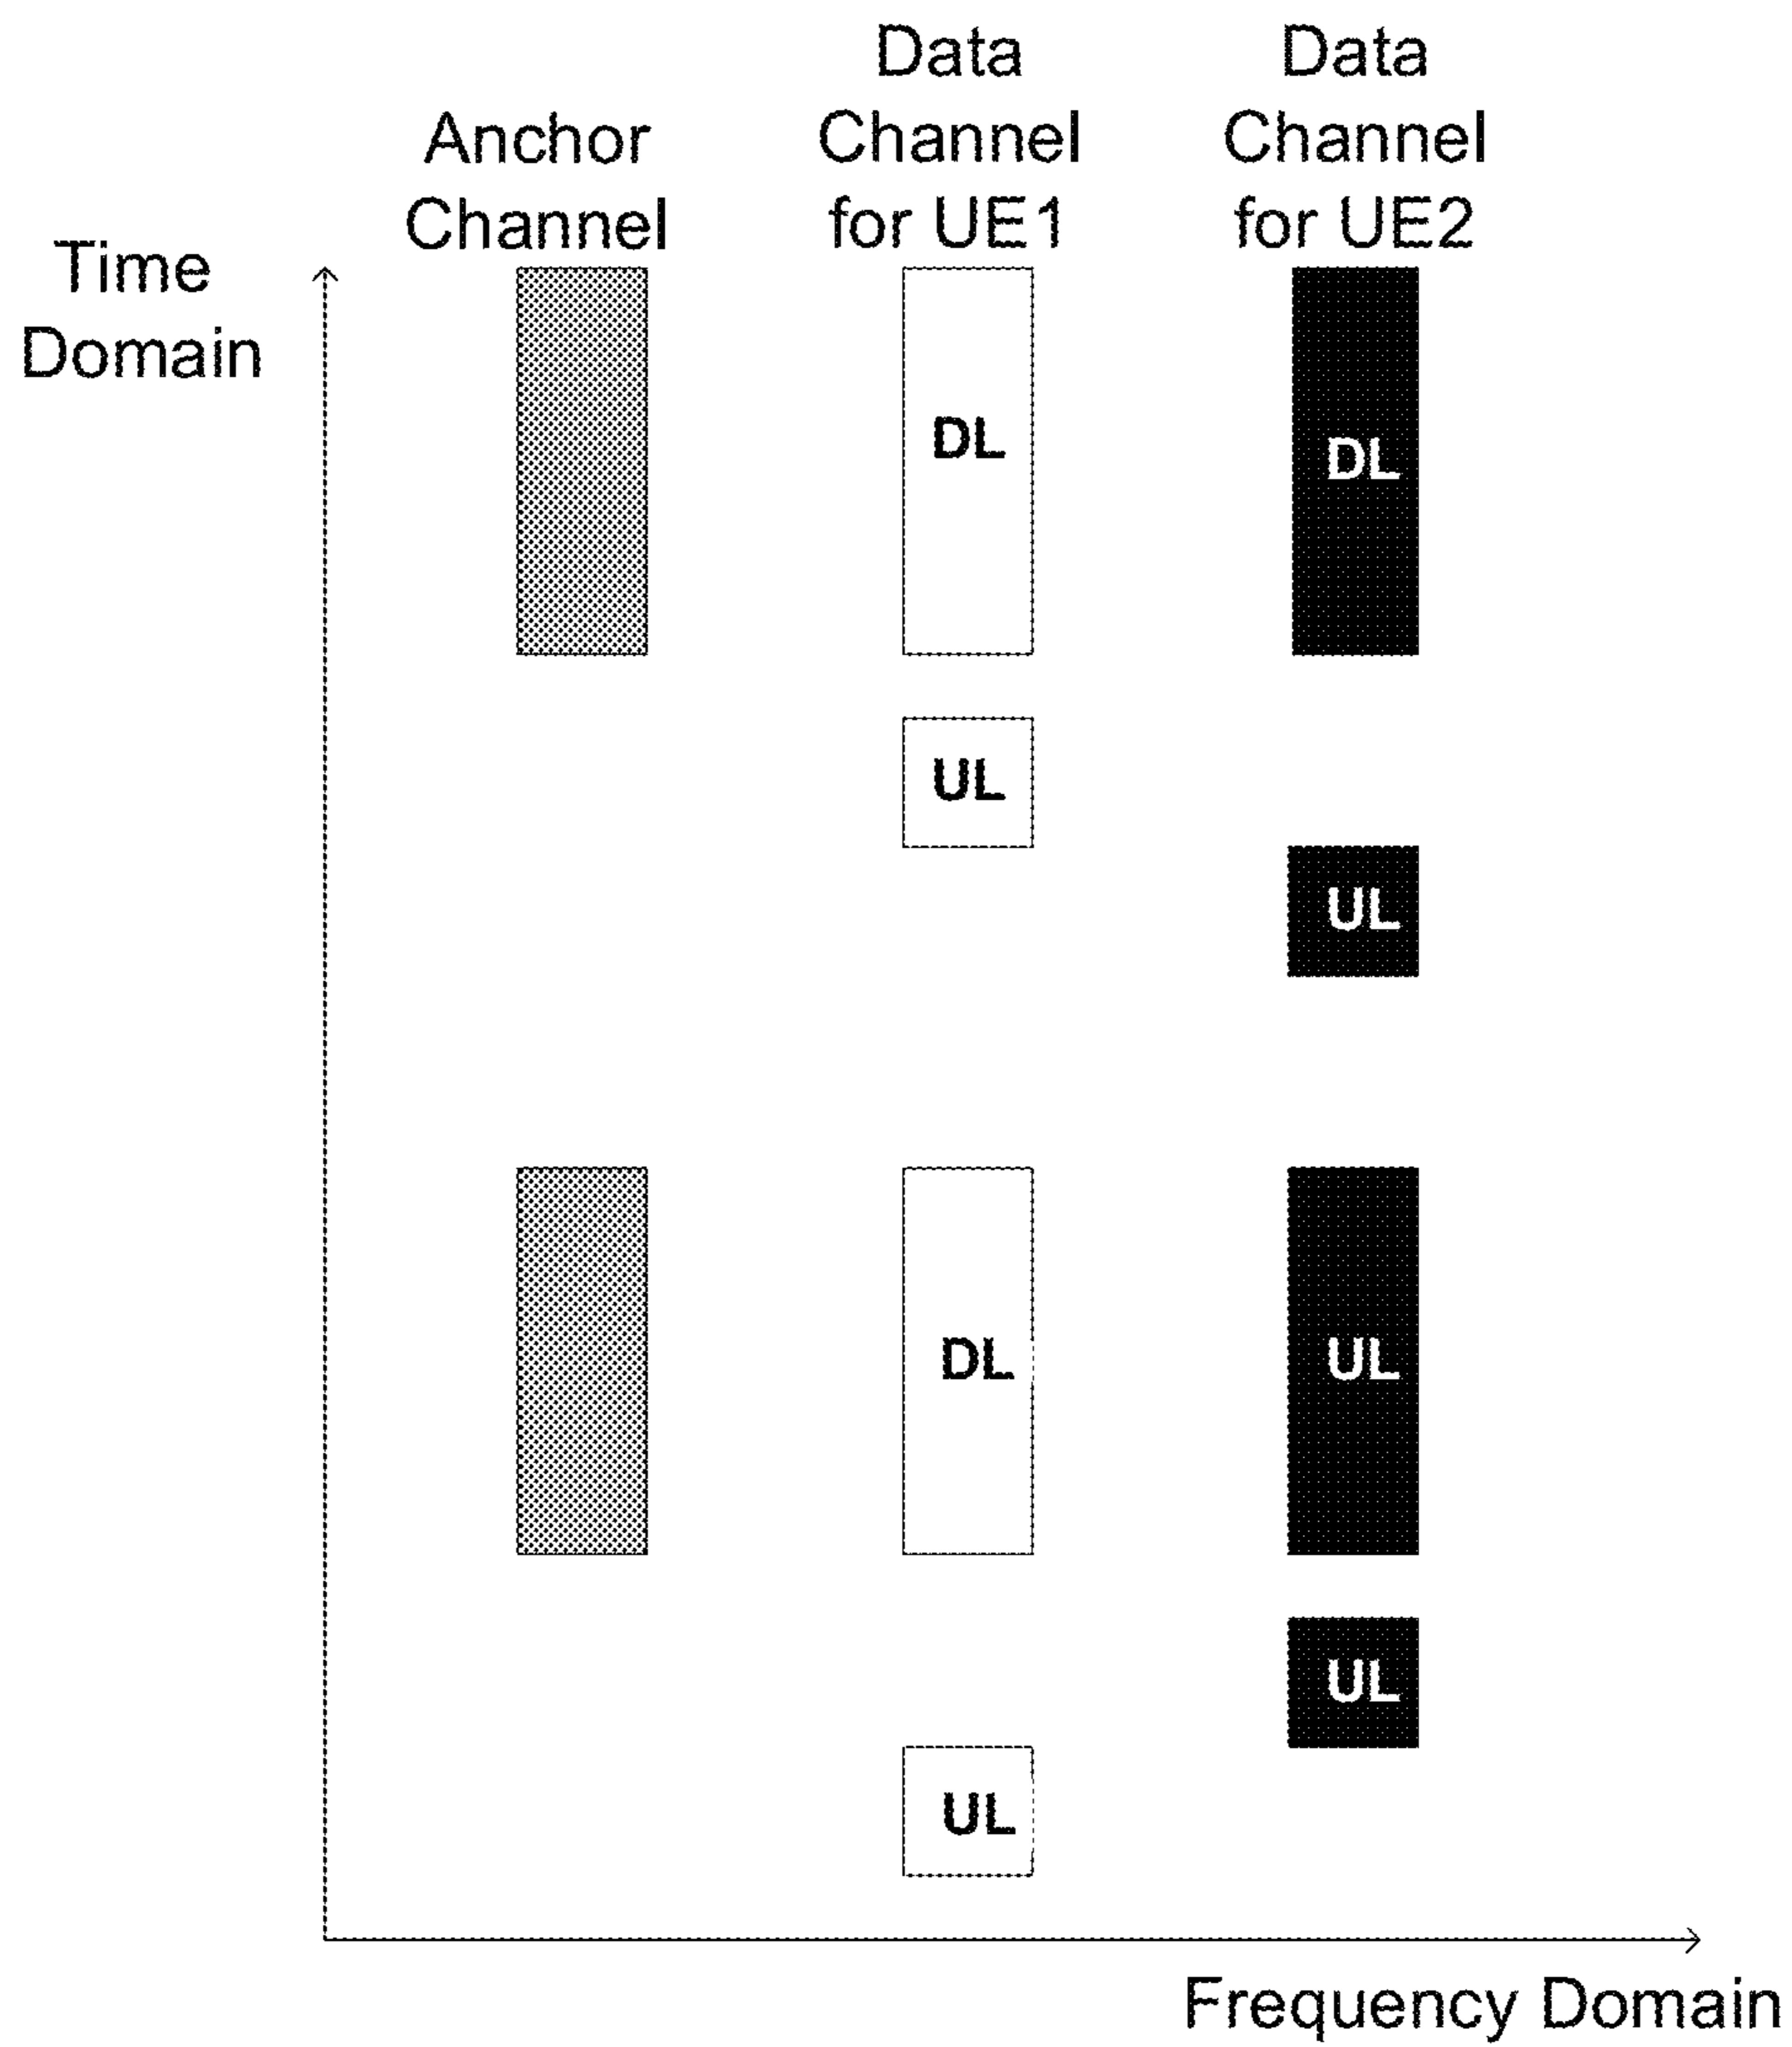 Data
Channel
for UE1
Data
Channel
for UE2
Anchor
Channel
Time
Domain
DL
DL
UL
UL
DL
UL
UL
UL
Frequency Domain